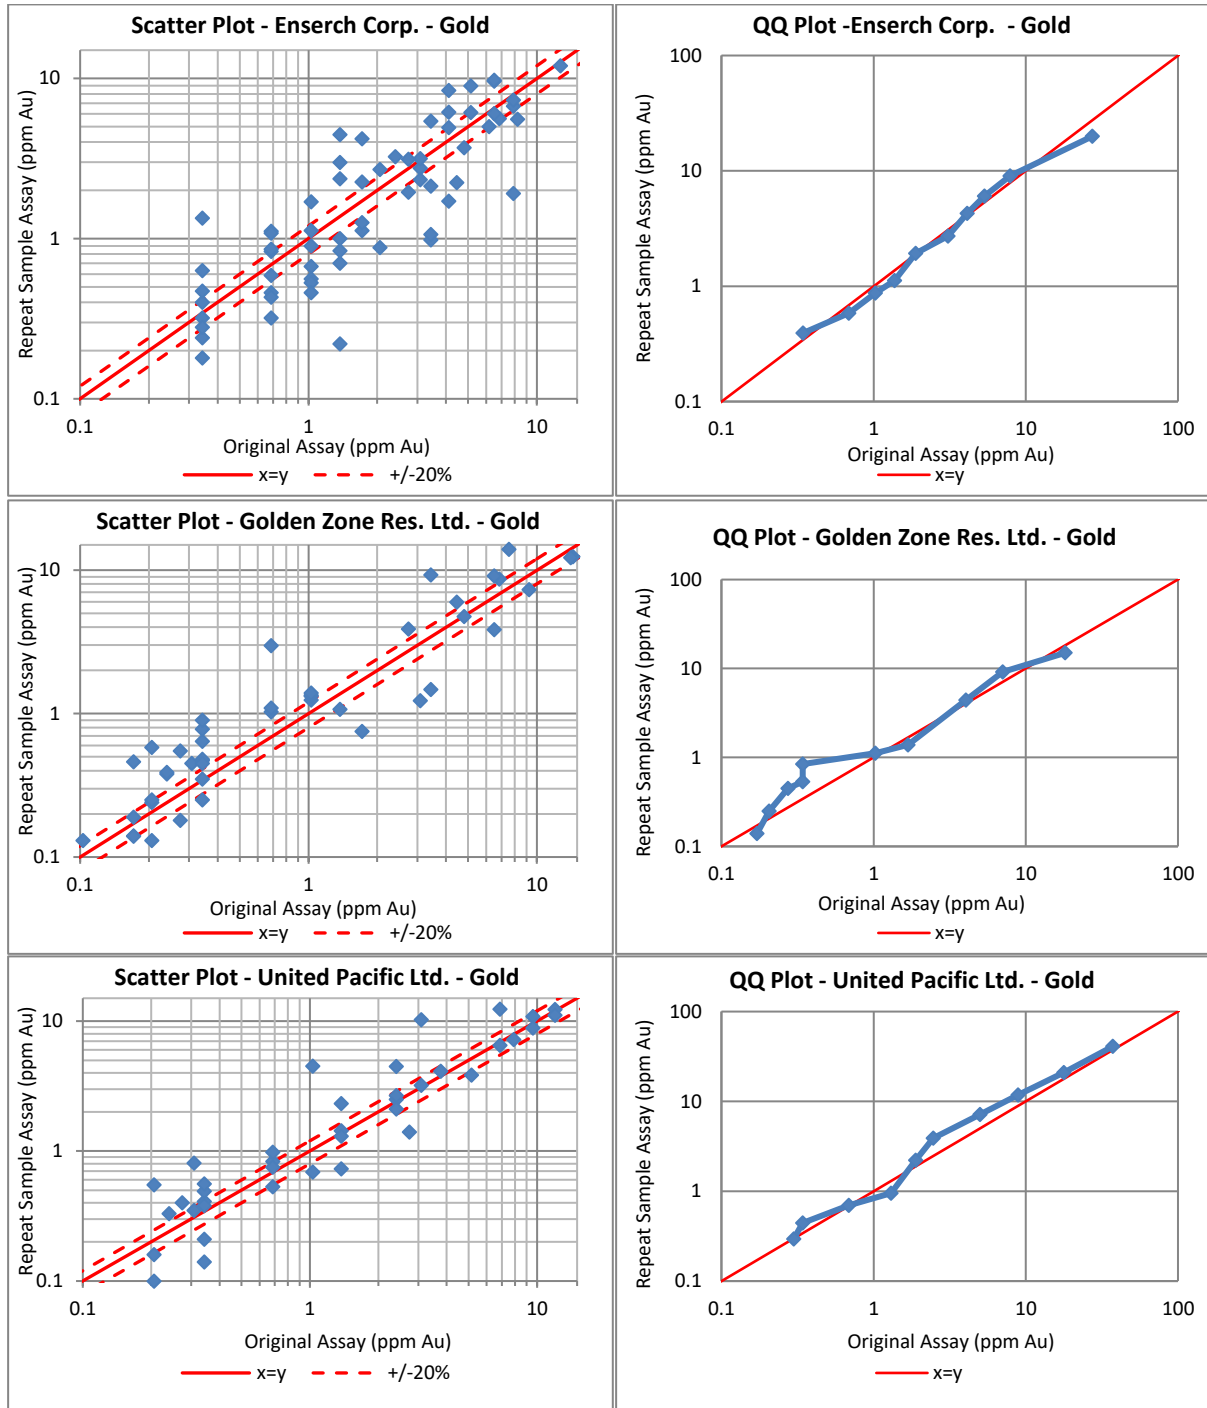 Scatter Plot - Enserch Corp. - Gold
Repeat Sample Assay (ppm Au)
10
1
0.1
0.1 1 10
Original Assay (ppm Au)
x=y +/-20%
QQ Plot -Enserch Corp. - Gold
Repeat Sample Assay (ppm Au)
100
10
1
0.1
0.1 1 10 100
Original Assay (ppm Au)
x=y
Scatter Plot - Golden Zone Res. Ltd. - Gold
Repeat Sample Assay (ppm Au)
10
1
0.1
0.1 1 10
Original Assay (ppm Au)
x=y +/-20%
QQ Plot - Golden Zone Res. Ltd. - Gold
Repeat Sample Assay (ppm Au)
100
10
1
0.1
0.1 1 10 100
Original Assay (ppm Au)
x=y
Scatter Plot - United Pacific Ltd. - Gold
Repeat Sample Assay (ppm Au)
10
1
0.1
0.1 1 10
Original Assay (ppm Au)
x=y +/-20%
QQ Plot - United Pacific Ltd. - Gold
Repeat Sample Assay (ppm Au)
100
10
1
0.1
0.1 1 10 100
Original Assay (ppm Au)
x=y